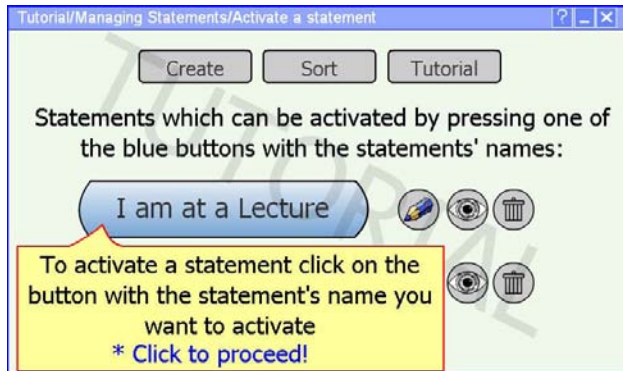 Tutorial/Managing Statements/Activate a statement
Create Sort Tutorial
Statements which can be activated by pressing one of
the blue buttons with the statements' names:
I am at a Lecture
To activate a statement click on the
button with the statement's name you
want to activate
* Click to proceed!
TUTORIAL